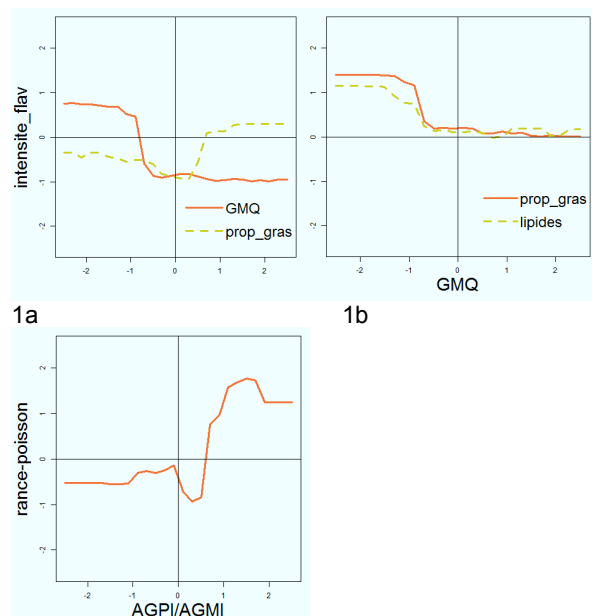 intensite_flav
2
1
0
-1
-2
GMQ
prop_gras
-2 -1 0 1 2
1a
2
1
0
-1
-2
prop_gras
lipides
-2 -1 0 1 2
GMQ
1b
rance-poisson
2
1
0
-1
-2
-2 -1 0 1 2
AGPI/AGMI